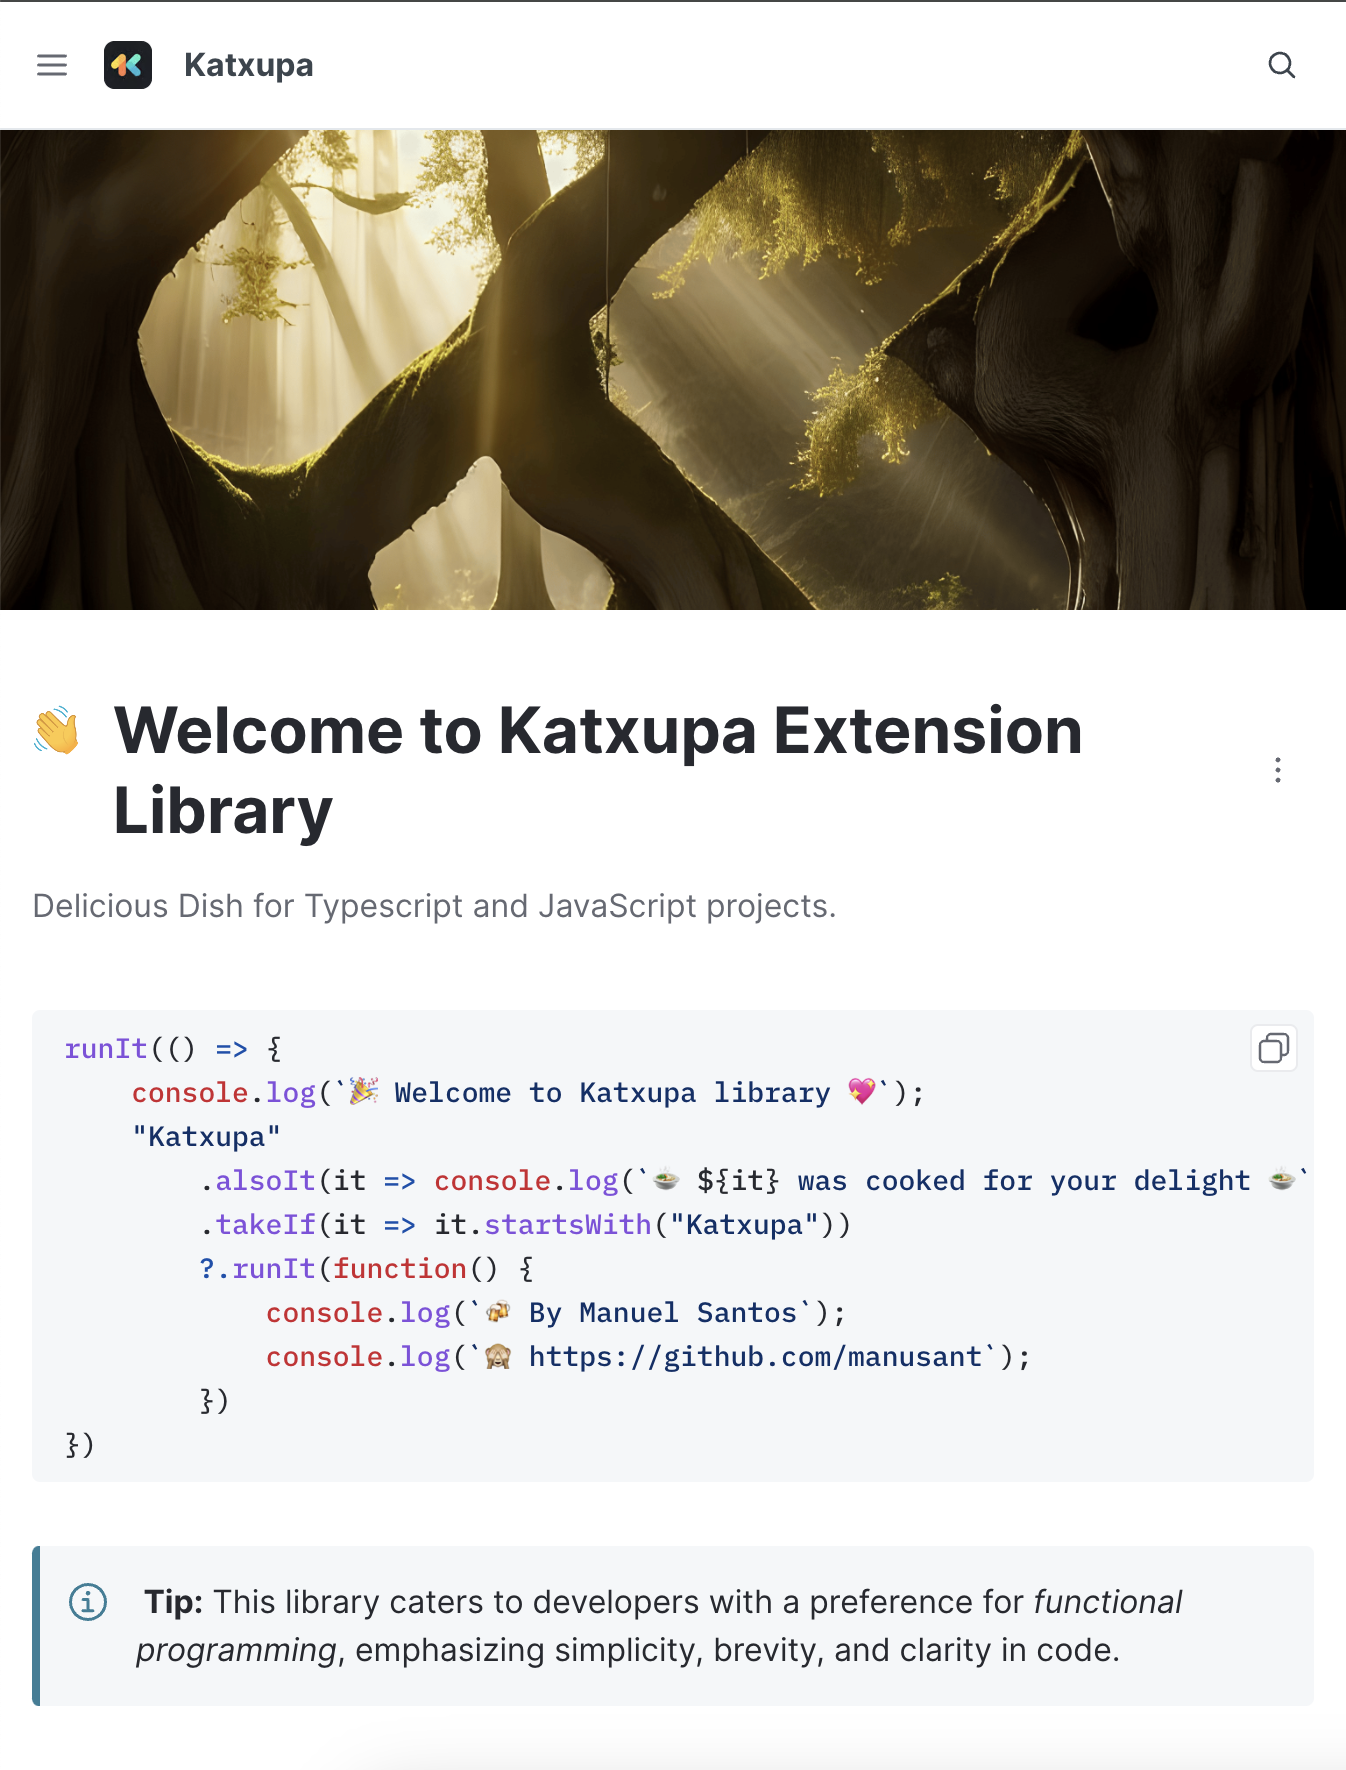 Katxupa
👋 Welcome to Katxupa Extension
Library
Delicious Dish for Typescript and JavaScript projects.
runIt(() => {
    console.log(`🎉 Welcome to Katxupa library 💖`);
    "Katxupa"
        .alsoIt(it => console.log(`🍲 ${it} was cooked for your delight 🍲`
        .takeIf(it => it.startsWith("Katxupa"))
        ?.runIt(function() {
            console.log(`🍻 By Manuel Santos`);
            console.log(`🙈 https://github.com/manusant`);
        })
})
Tip: This library caters to developers with a preference for functional
programming, emphasizing simplicity, brevity, and clarity in code.